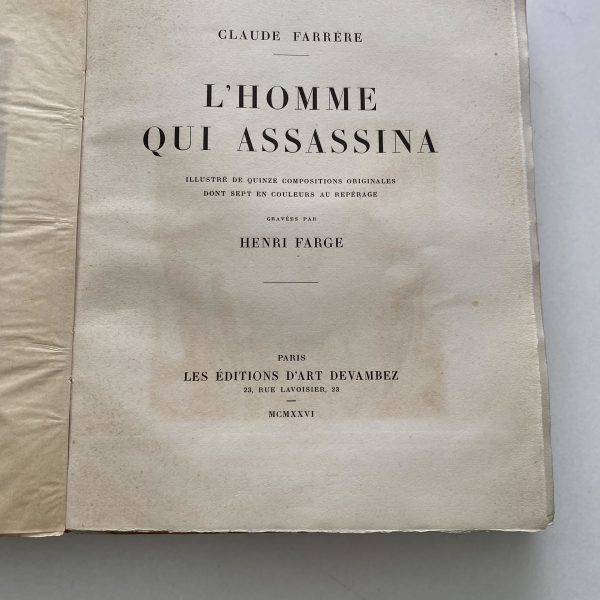 CLAUDE FARRÈRE
L'HOMME
QUI ASSASSINA
ILLUSTRÉ DE QUINZE COMPOSITIONS ORIGINALES
DONT SEPT EN COULEURS AU REPÉRAGE
GRAVÉES PAR
HENRI FARGE
PARIS
LES ÉDITIONS D'ART DEVAMBEZ
23, RUE LAVOISIER, 23
MCMXXVI